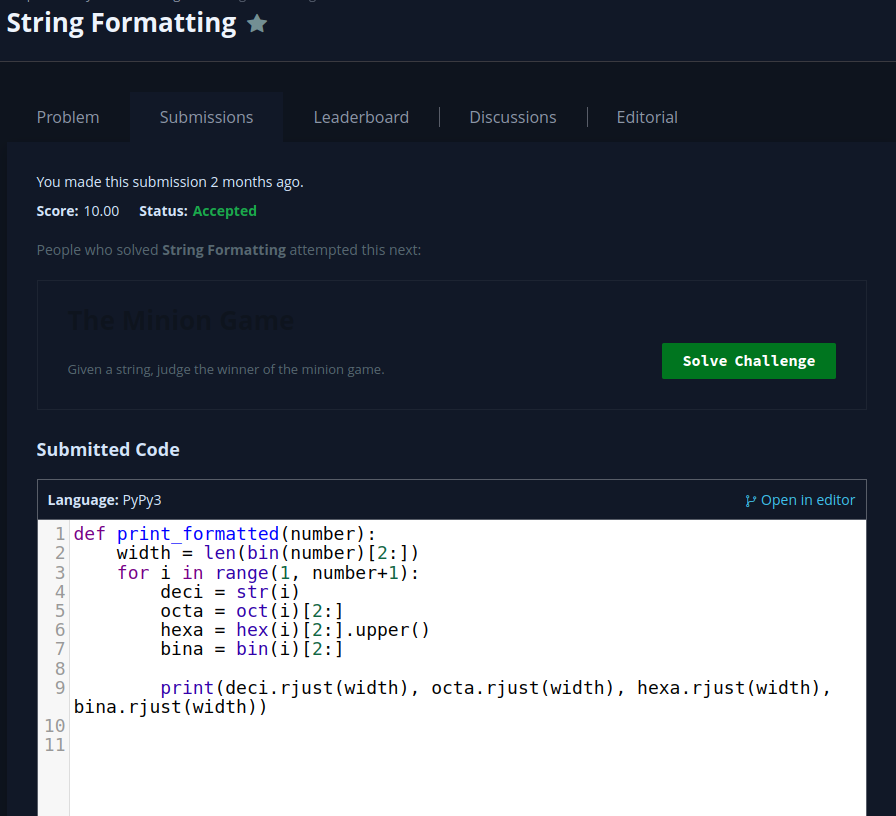 String Formatting
Problem
Submissions
Leaderboard
Discussions
Editorial
You made this submission 2 months ago.
Score: 10.00 Status: Accepted
People who solved String Formatting attempted this next:
The Minion Game
Given a string, judge the winner of the minion game.
Solve Challenge
Submitted Code
Language: PyPy3
Open in editor
1 def print_formatted(number):
2     width = len(bin(number)[2:])
3     for i in range(1, number+1):
4         deci = str(i)
5         octa = oct(i)[2:]
6         hexa = hex(i)[2:].upper()
7         bina = bin(i)[2:]
8
9         print(deci.rjust(width), octa.rjust(width), hexa.rjust(width),
bina.rjust(width))
10
11